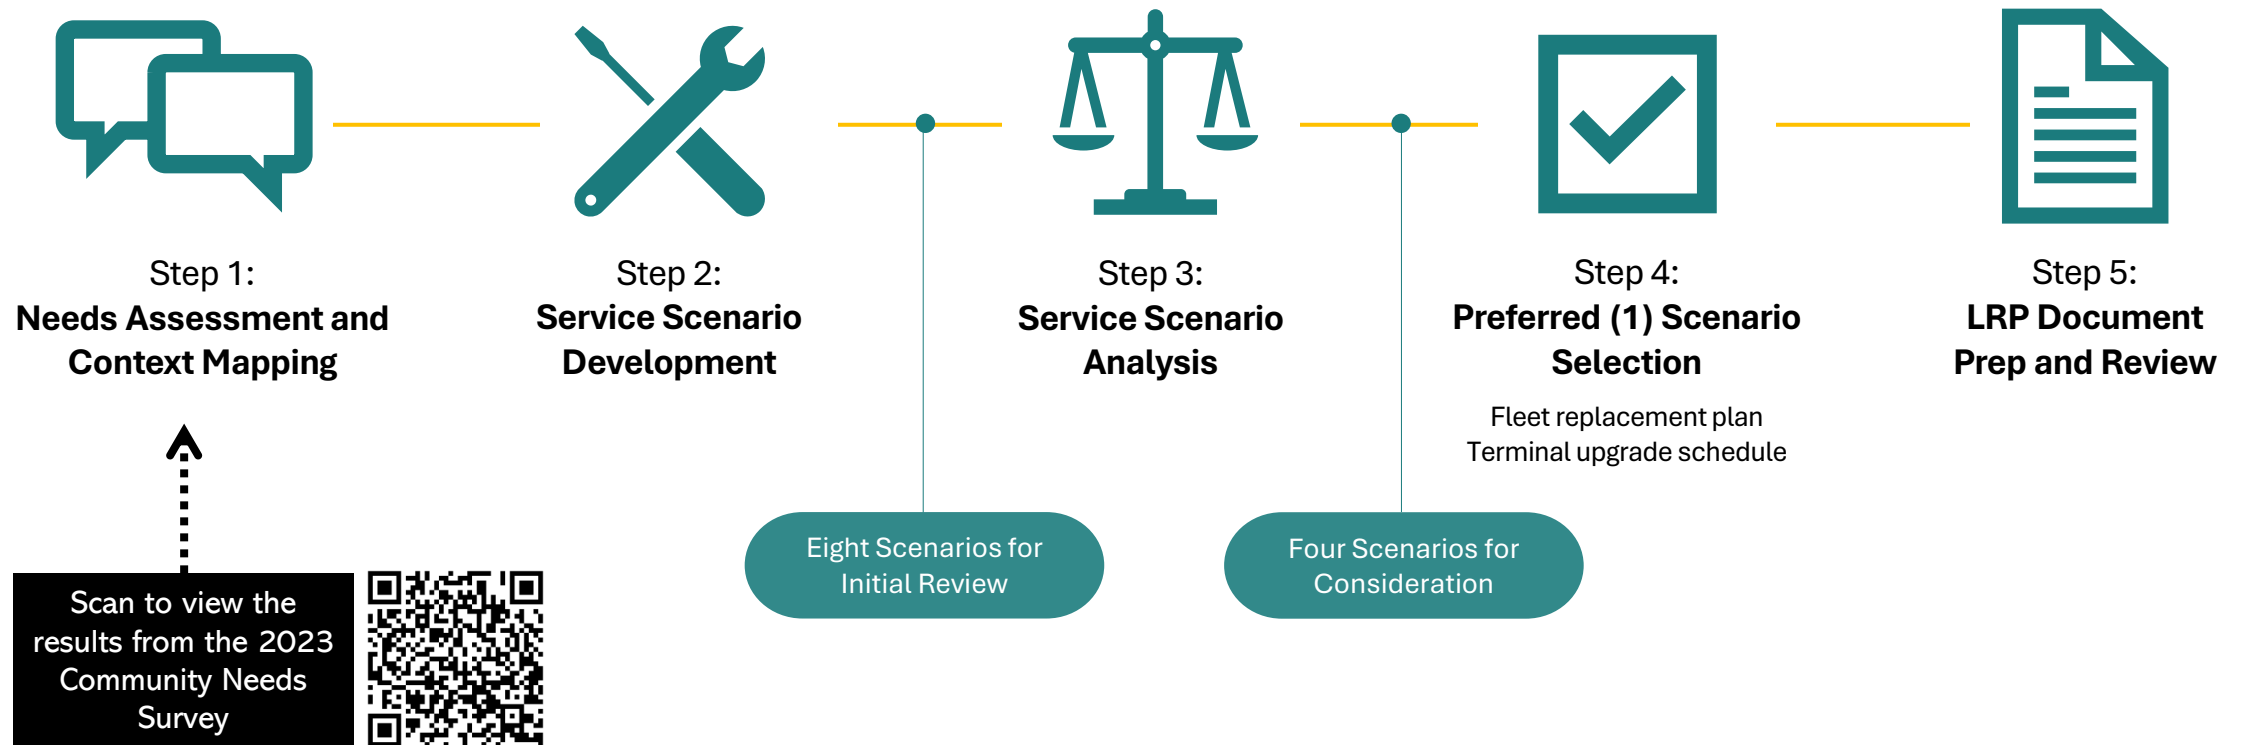 Step 1:
Needs Assessment and
Context Mapping
Step 2:
Service Scenario
Development
Step 3:
Service Scenario
Analysis
Step 4:
Preferred (1) Scenario
Selection
Fleet replacement plan
Terminal upgrade schedule
Step 5:
LRP Document
Prep and Review
Eight Scenarios for
Initial Review
Four Scenarios for
Consideration
Scan to view the
results from the 2023
Community Needs
Survey